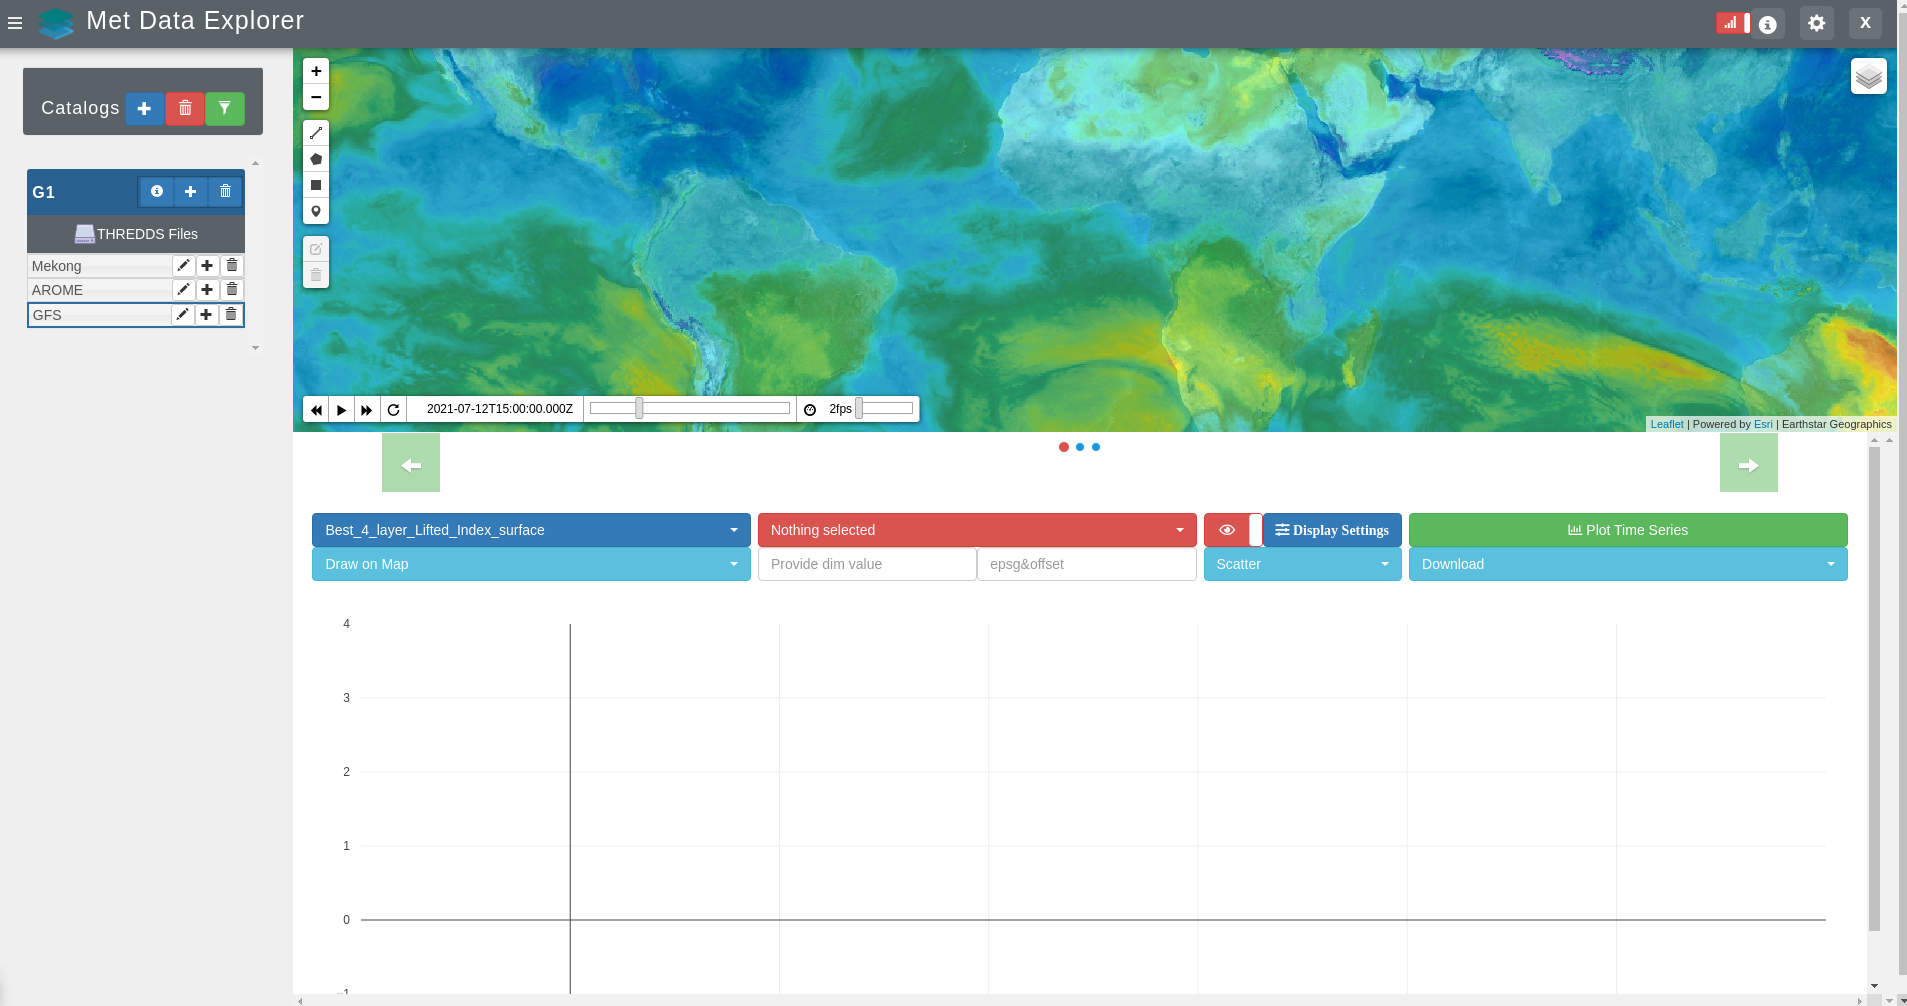 Met Data Explorer
X
Catalogs
G1
THREDDS Files
Mekong
AROME
GFS
+
−
2021-07-12T15:00:00.000Z
2fps
Leaflet | Powered by Esri | Earthstar Geographics
Best_4_layer_Lifted_Index_surface
Nothing selected
Display Settings
Plot Time Series
Draw on Map
Provide dim value
epsg&offset
Scatter
Download
4
3
2
1
0
−1